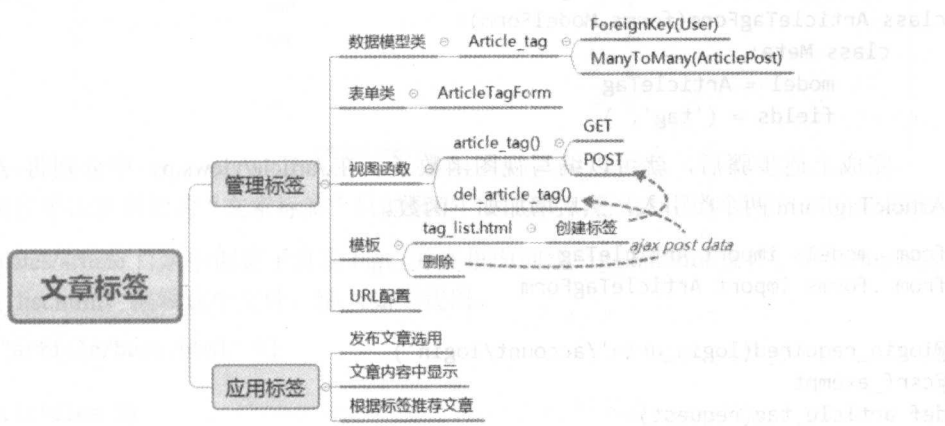 数据模型类
Article_tag
ForeignKey(User)
ManyToMany(ArticlePost)
表单类
ArticleTagForm
管理标签
视图函数
article_tag()
GET
POST
del_article_tag()
模板
tag_list.html
创建标签
删除
ajax post data
URL配置
文章标签
应用标签
发布文章选用
文章内容中显示
根据标签推荐文章